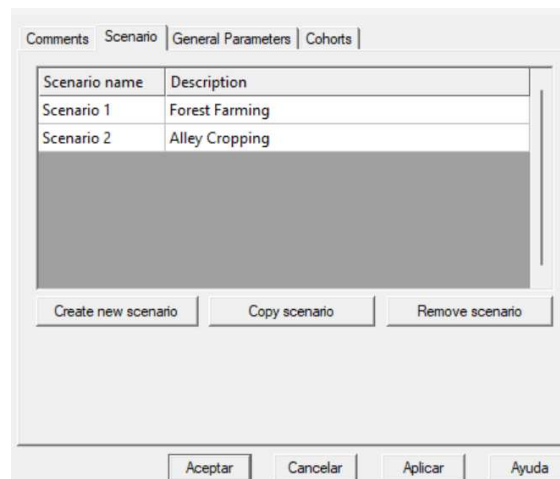 Comments Scenario General Parameters Cohorts
Scenario name Description
Scenario 1 Forest Farming
Scenario 2 Alley Cropping
Create new scenario Copy scenario Remove scenario
Aceptar Cancelar Aplicar Ayuda